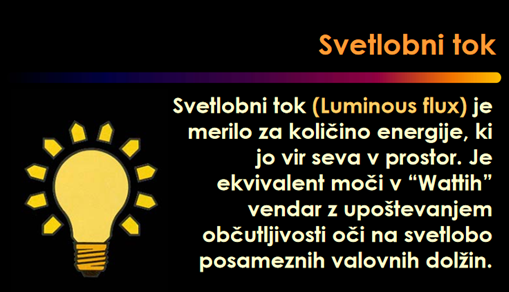 Svetlobni tok
Svetlobni tok (Luminous flux) je
merilo za količino energije, ki
jo vir seva v prostor. Je
ekvivalent moči v “Wattih”
vendar z upoštevanjem
občutljivosti oči na svetlobo
posameznih valovnih dolžin.